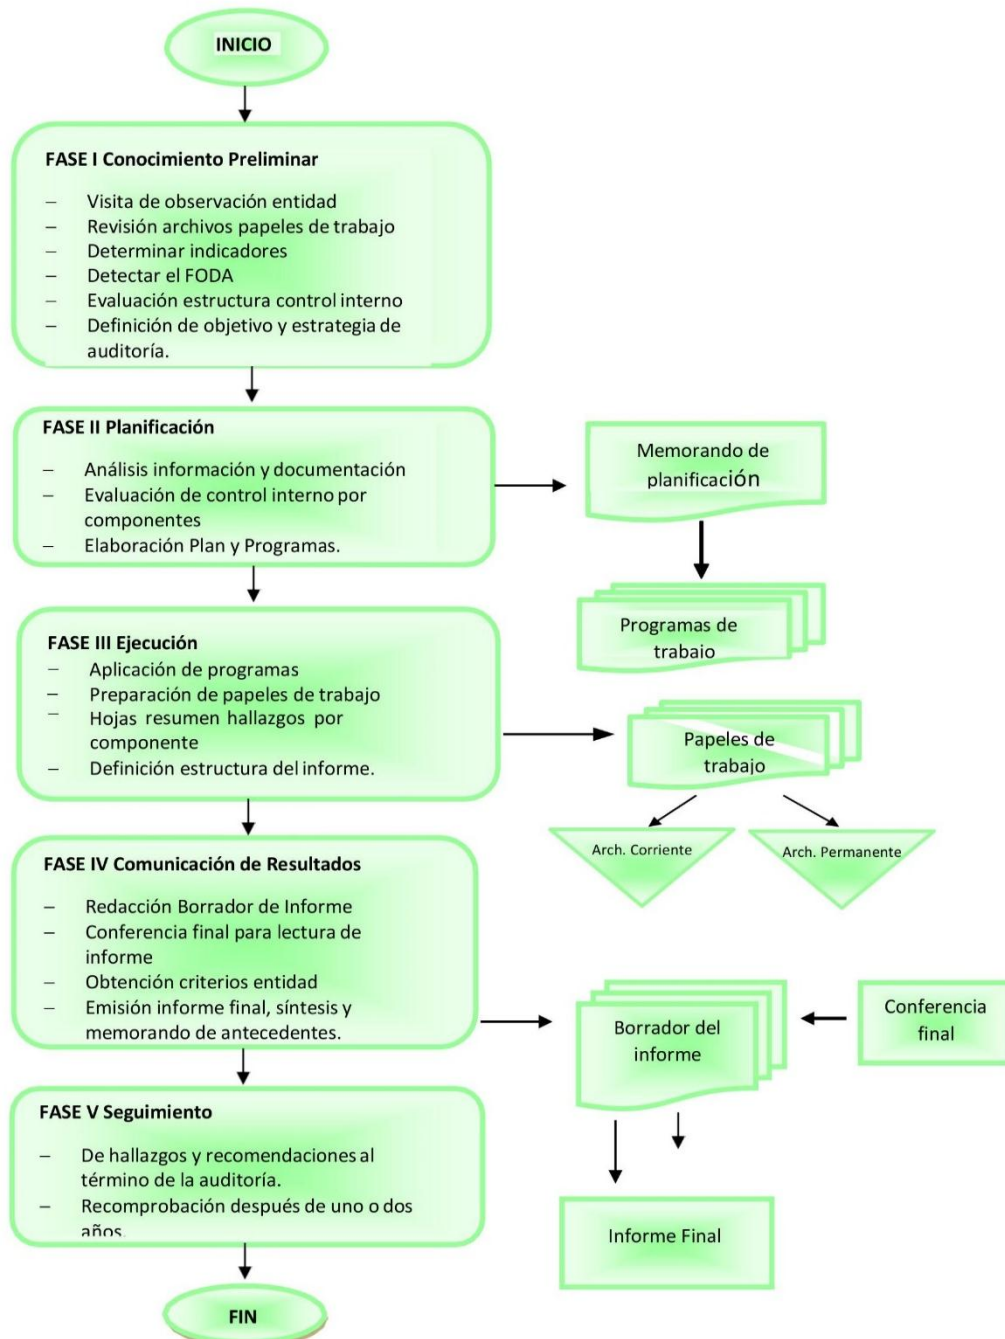 INICIO
FASE I Conocimiento Preliminar
– Visita de observación entidad
– Revisión archivos papeles de trabajo
– Determinar indicadores
– Detectar el FODA
– Evaluación estructura control interno
– Definición de objetivo y estrategia de
auditoría.
FASE II Planificación
– Análisis información y documentación
– Evaluación de control interno por
componentes
– Elaboración Plan y Programas.
Memorando de
planificación
Programas de
trabajo
FASE III Ejecución
– Aplicación de programas
– Preparación de papeles de trabajo
– Hojas resumen hallazgos por
componente
– Definición estructura del informe.
Papeles de
trabajo
Arch. Corriente
Arch. Permanente
FASE IV Comunicación de Resultados
– Redacción Borrador de Informe
– Conferencia final para lectura de
informe
– Obtención criterios entidad
– Emisión informe final, síntesis y
memorando de antecedentes.
Borrador del
informe
Conferencia
final
FASE V Seguimiento
– De hallazgos y recomendaciones al
término de la auditoría.
– Recomprobación después de uno o dos
años.
Informe Final
FIN